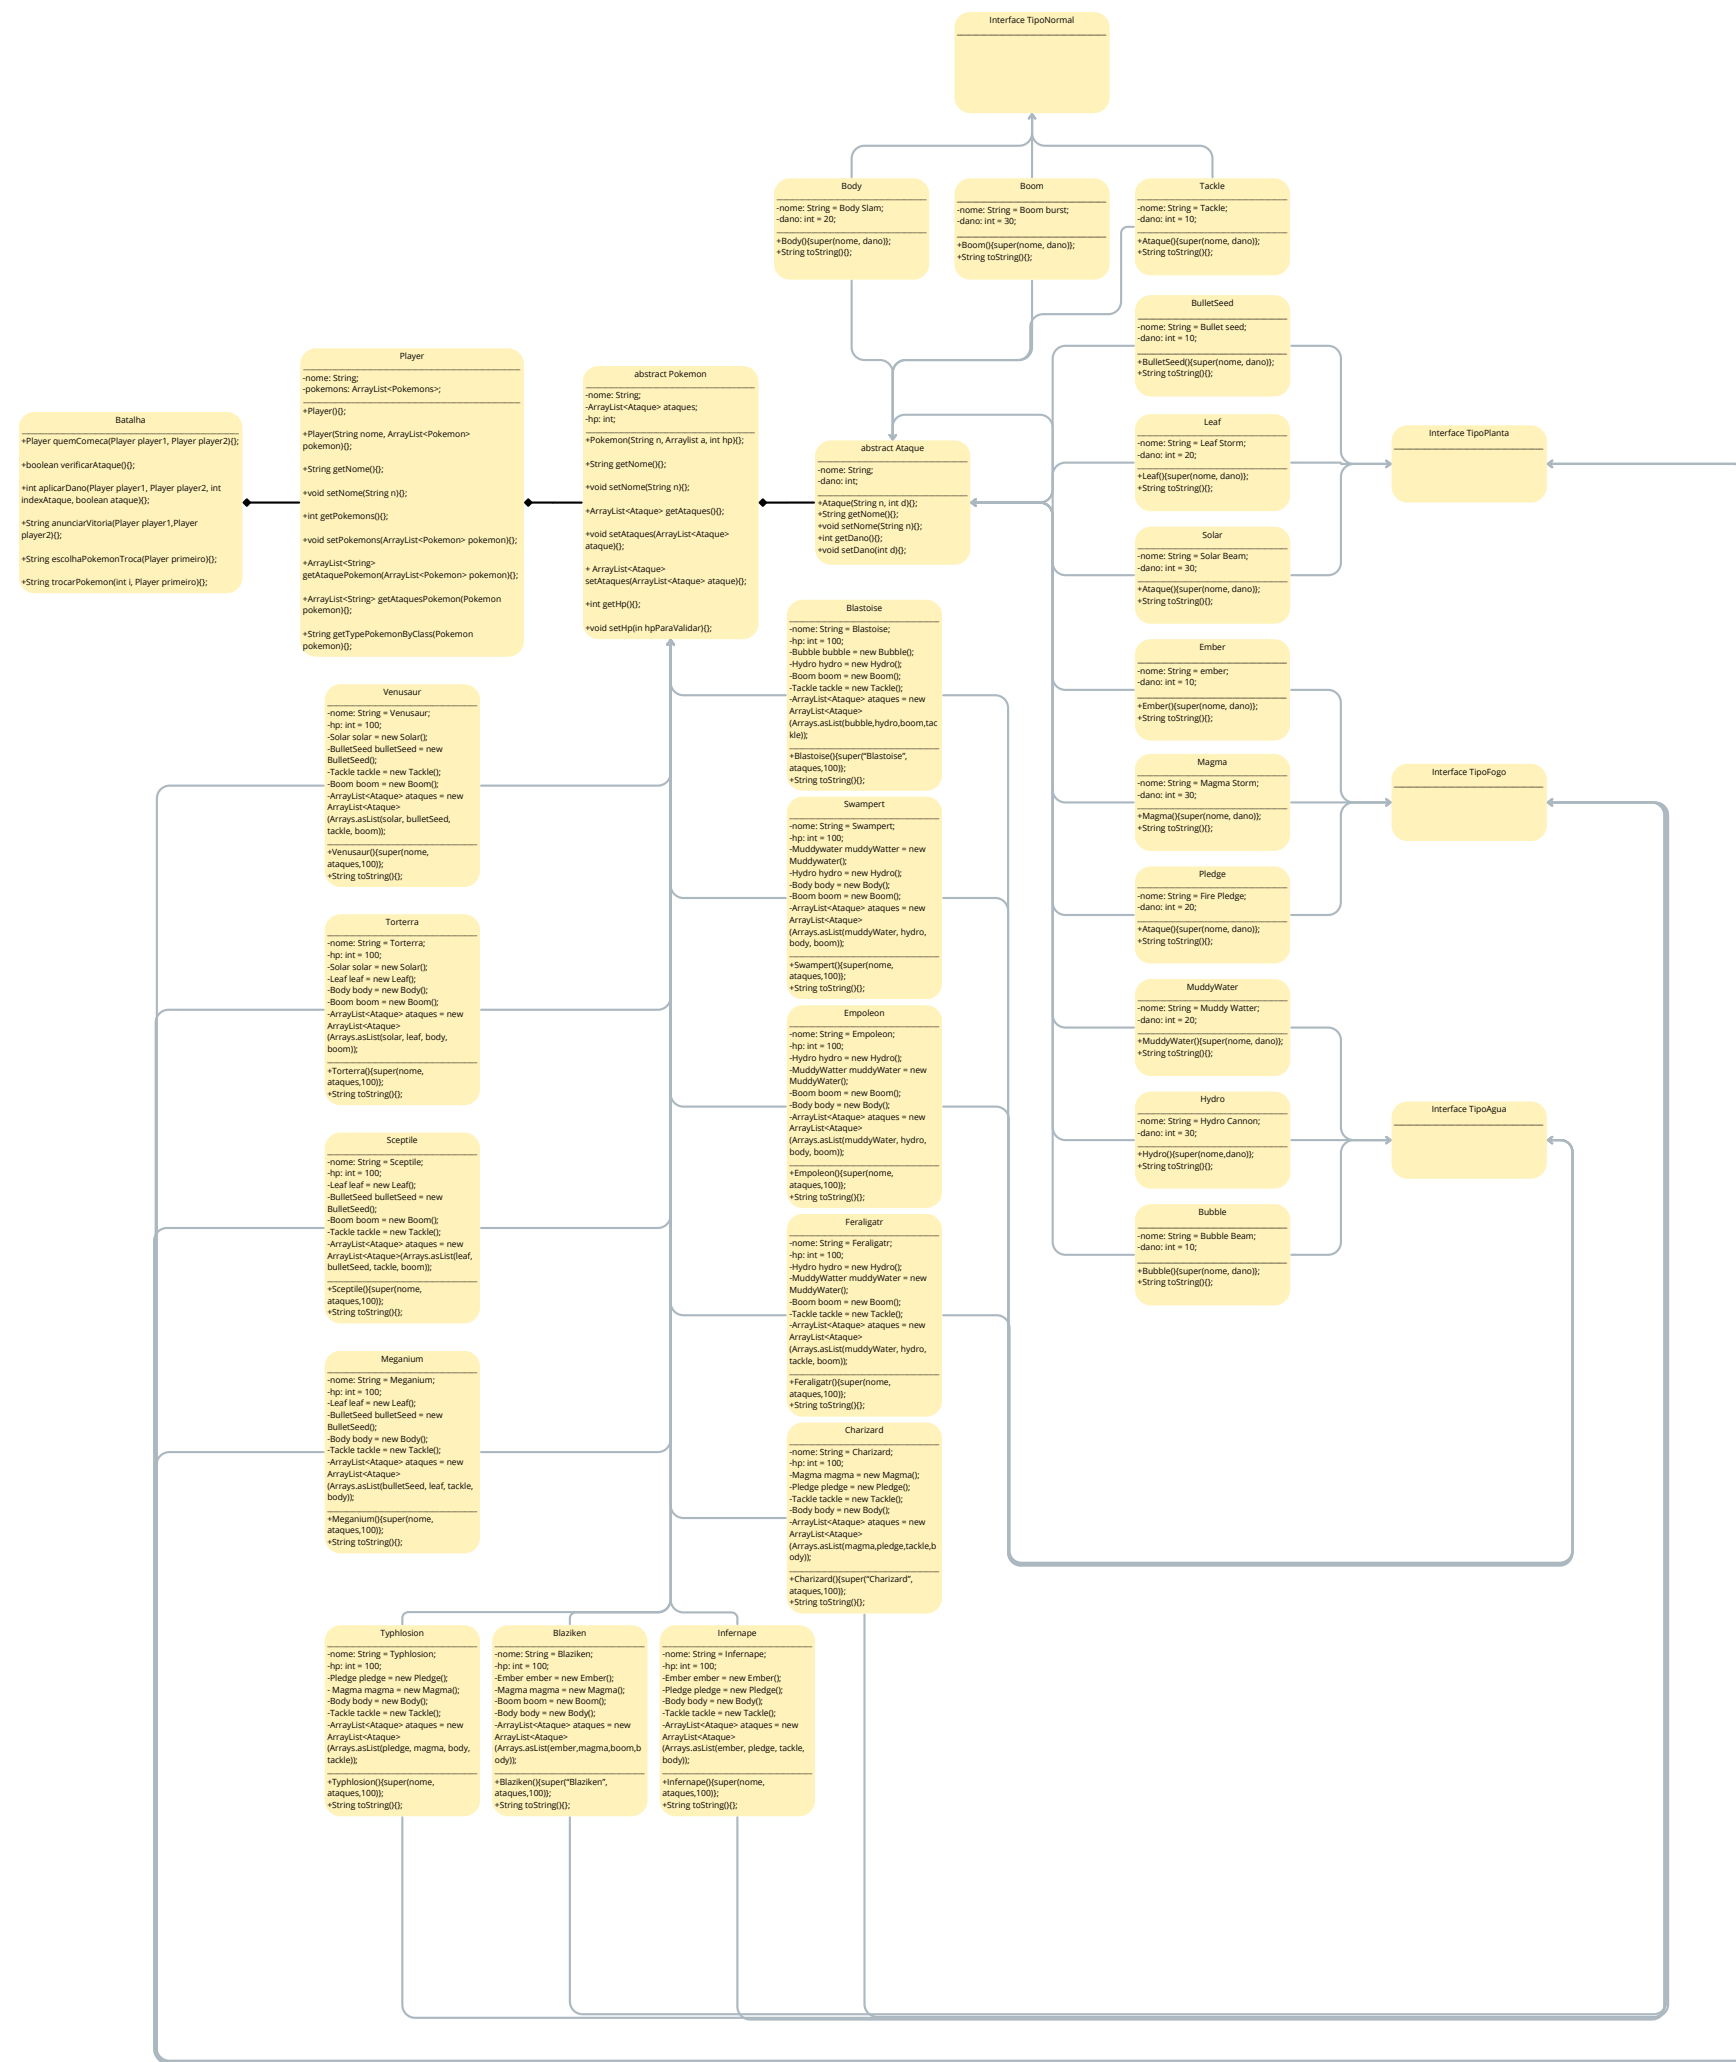 Interface TipoNormal
Body
-nome: String = Body Slam;
-dano: int = 20;
+Body(){super(nome, dano)};
+String toString(){};
Boom
-nome: String = Boom burst;
-dano: int = 30;
+Boom(){super(nome, dano)};
+String toString(){};
Tackle
-nome: String = Tackle;
-dano: int = 10;
+Ataque(){super(nome, dano)};
+String toString(){};
Batalha
+Player quemComeca(Player player1, Player player2){};
+boolean verificarAtaque(){};
+int aplicarDano(Player player1, Player player2, int
indexAtaque, boolean ataque){};
+String anunciarVitoria(Player player1,Player
player2){};
+String escolhaPokemonTroca(Player primeiro){};
+String trocarPokemon(int i, Player primeiro){};
Player
-nome: String;
-pokemons: ArrayList<Pokemons>;
+Player(){};
+Player(String nome, ArrayList<Pokemon>
pokemon){};
+String getNome(){};
+void setNome(String n){};
+int getPokemons(){};
+void setPokemons(ArrayList<Pokemon> pokemon){};
+ArrayList<String>
getAtaquePokemon(ArrayList<Pokemon> pokemon){};
+ArrayList<String> getAtaquesPokemon(Pokemon
pokemon){};
+String getTypePokemonByClass(Pokemon
pokemon){};
abstract Pokemon
-nome: String;
-ArrayList<Ataque> ataques;
-hp: int;
+Pokemon(String n, Arraylist a, int hp){};
+String getNome(){};
+void setNome(String n){};
+ArrayList<Ataque> getAtaques(){};
+void setAtaques(ArrayList<Ataque>
ataque){};
+ ArrayList<Ataque>
setAtaques(ArrayList<Ataque> ataque){};
+int getHp(){};
+void setHp(in hpParaValidar){};
abstract Ataque
-nome: String;
-dano: int;
+Ataque(String n, int d){};
+String getNome(){};
+void setNome(String n){};
+int getDano(){};
+void setDano(int d){};
BulletSeed
-nome: String = Bullet seed;
-dano: int = 10;
+BulletSeed(){super(nome, dano)};
+String toString(){};
Leaf
-nome: String = Leaf Storm;
-dano: int = 20;
+Leaf(){super(nome, dano)};
+String toString(){};
Solar
-nome: String = Solar Beam;
-dano: int = 30;
+Ataque(){super(nome, dano)};
+String toString(){};
Interface TipoPlanta
Ember
-nome: String = ember;
-dano: int = 10;
+Ember(){super(nome, dano)};
+String toString(){};
Magma
-nome: String = Magma Storm;
-dano: int = 30;
+Magma(){super(nome, dano)};
+String toString(){};
Pledge
-nome: String = Fire Pledge;
-dano: int = 20;
+Ataque(){super(nome, dano)};
+String toString(){};
Interface TipoFogo
MuddyWater
-nome: String = Muddy Watter;
-dano: int = 20;
+MuddyWater(){super(nome, dano)};
+String toString(){};
Hydro
-nome: String = Hydro Cannon;
-dano: int = 30;
+Hydro(){super(nome,dano)};
+String toString(){};
Bubble
-nome: String = Bubble Beam;
-dano: int = 10;
+Bubble(){super(nome, dano)};
+String toString(){};
Interface TipoAgua
Venusaur
-nome: String = Venusaur;
-hp: int = 100;
-Solar solar = new Solar();
-BulletSeed bulletSeed = new
BulletSeed();
-Tackle tackle = new Tackle();
-Boom boom = new Boom();
-ArrayList<Ataque> ataques = new
ArrayList<Ataque>
(Arrays.asList(solar, bulletSeed,
tackle, boom));
+Venusaur(){super(nome,
ataques,100)};
+String toString(){};
Torterra
-nome: String = Torterra;
-hp: int = 100;
-Solar solar = new Solar();
-Leaf leaf = new Leaf();
-Body body = new Body();
-Boom boom = new Boom();
-ArrayList<Ataque> ataques = new
ArrayList<Ataque>
(Arrays.asList(solar, leaf, body,
boom));
+Torterra(){super(nome,
ataques,100)};
+String toString(){};
Sceptile
-nome: String = Sceptile;
-hp: int = 100;
-Leaf leaf = new Leaf();
-BulletSeed bulletSeed = new
BulletSeed();
-Boom boom = new Boom();
-Tackle tackle = new Tackle();
-ArrayList<Ataque> ataques = new
ArrayList<Ataque>(Arrays.asList(leaf,
bulletSeed, tackle, boom));
+Sceptile(){super(nome,
ataques,100)};
+String toString(){};
Meganium
-nome: String = Meganium;
-hp: int = 100;
-Leaf leaf = new Leaf();
-BulletSeed bulletSeed = new
BulletSeed();
-Body body = new Body();
-Tackle tackle = new Tackle();
-ArrayList<Ataque> ataques = new
ArrayList<Ataque>
(Arrays.asList(bulletSeed, leaf, tackle,
body));
+Meganium(){super(nome,
ataques,100)};
+String toString(){};
Blastoise
-nome: String = Blastoise;
-hp: int = 100;
-Bubble bubble = new Bubble();
-Hydro hydro = new Hydro();
-Boom boom = new Boom();
-Tackle tackle = new Tackle();
-ArrayList<Ataque> ataques = new
ArrayList<Ataque>
(Arrays.asList(bubble,hydro,boom,tac
kle));
+Blastoise(){super("Blastoise",
ataques,100)};
+String toString(){};
Swampert
-nome: String = Swampert;
-hp: int = 100;
-Muddywater muddyWatter = new
Muddywater();
-Hydro hydro = new Hydro();
-Body body = new Body();
-Boom boom = new Boom();
-ArrayList<Ataque> ataques = new
ArrayList<Ataque>
(Arrays.asList(muddyWater, hydro,
body, boom));
+Swampert(){super(nome,
ataques,100)};
+String toString(){};
Empoleon
-nome: String = Empoleon;
-hp: int = 100;
-Hydro hydro = new Hydro();
-MuddyWatter muddyWater = new
MuddyWater();
-Boom boom = new Boom();
-Body body = new Body();
-ArrayList<Ataque> ataques = new
ArrayList<Ataque>
(Arrays.asList(muddyWater, hydro,
body, boom));
+Empoleon(){super(nome,
ataques,100)};
+String toString(){};
Feraligatr
-nome: String = Feraligatr;
-hp: int = 100;
-Hydro hydro = new Hydro();
-MuddyWatter muddyWater = new
MuddyWater();
-Boom boom = new Boom();
-Tackle tackle = new Tackle();
-ArrayList<Ataque> ataques = new
ArrayList<Ataque>
(Arrays.asList(muddyWater, hydro,
tackle, boom));
+Feraligatr(){super(nome,
ataques,100)};
+String toString(){};
Charizard
-nome: String = Charizard;
-hp: int = 100;
-Magma magma = new Magma();
-Pledge pledge = new Pledge();
-Tackle tackle = new Tackle();
-Body body = new Body();
-ArrayList<Ataque> ataques = new
ArrayList<Ataque>
(Arrays.asList(magma,pledge,tackle,b
ody));
+Charizard(){super("Charizard",
ataques,100)};
+String toString(){};
Typhlosion
-nome: String = Typhlosion;
-hp: int = 100;
-Pledge pledge = new Pledge();
- Magma magma = new Magma();
-Body body = new Body();
-Tackle tackle = new Tackle();
-ArrayList<Ataque> ataques = new
ArrayList<Ataque>
(Arrays.asList(pledge, magma, body,
tackle));
+Typhlosion(){super(nome,
ataques,100)};
+String toString(){};
Blaziken
-nome: String = Blaziken;
-hp: int = 100;
-Ember ember = new Ember();
-Magma magma = new Magma();
-Boom boom = new Boom();
-Body body = new Body();
-ArrayList<Ataque> ataques = new
ArrayList<Ataque>
(Arrays.asList(ember,magma,boom,b
ody));
+Blaziken(){super("Blaziken",
ataques,100)};
+String toString(){};
Infernape
-nome: String = Infernape;
-hp: int = 100;
-Ember ember = new Ember();
-Pledge pledge = new Pledge();
-Body body = new Body();
-Tackle tackle = new Tackle();
-ArrayList<Ataque> ataques = new
ArrayList<Ataque>
(Arrays.asList(ember, pledge, tackle,
body));
+Infernape(){super(nome,
ataques,100)};
+String toString(){};